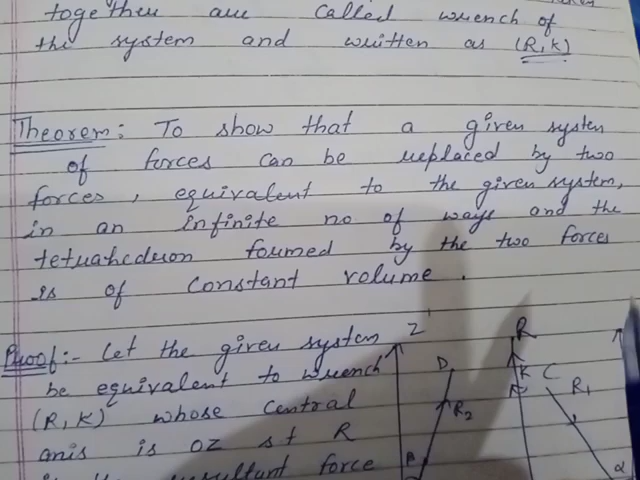 together are called wrench of
the system and written as (R,K)
Theorem: To show that a given system
of forces can be replaced by two
forces, equivalent to the given system,
in an infinite no of ways and the
tetrahedron formed by the two forces
is of constant volume.
Proof:- Let the given system
be equivalent to wrench
(R,K) whose central
axis is OZ st R
force
Z
D
R2
B
R
K
C
R1
α